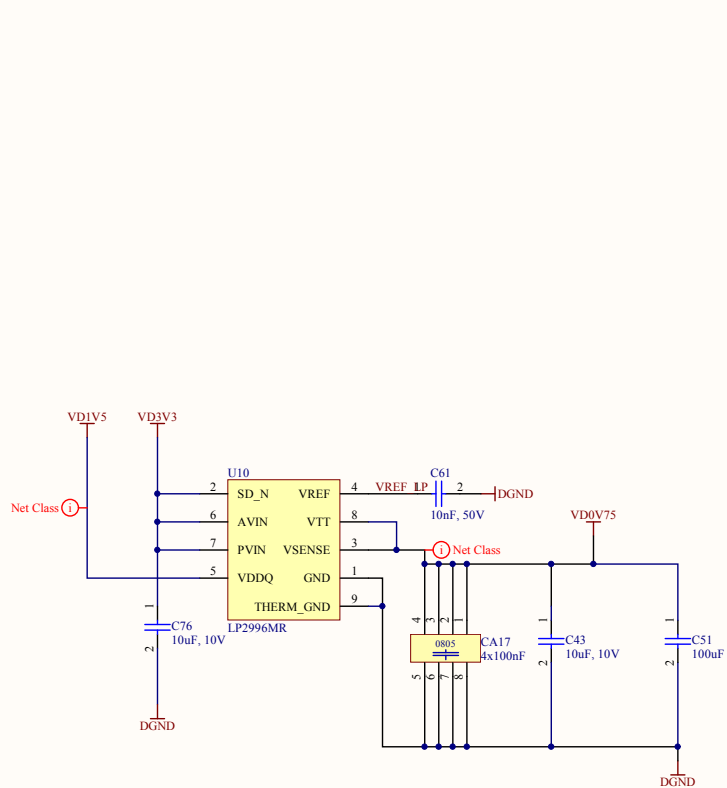 VD1V5
VD3V3
Net Class
i
U10
2
SD_N
6
AVIN
7
PVIN
5
VDDQ
VREF
4
VTT
8
VSENSE
3
GND
1
THERM_GND
9
LP2996MR
VREF_LP
C61
1
2
10nF, 50V
DGND
i
Net Class
VD0V75
1
C76
10uF, 10V
2
DGND
4
3
2
1
0805
CA17
4x100nF
5
6
7
8
1
C43
10uF, 10V
2
1
C51
100uF
2
DGND